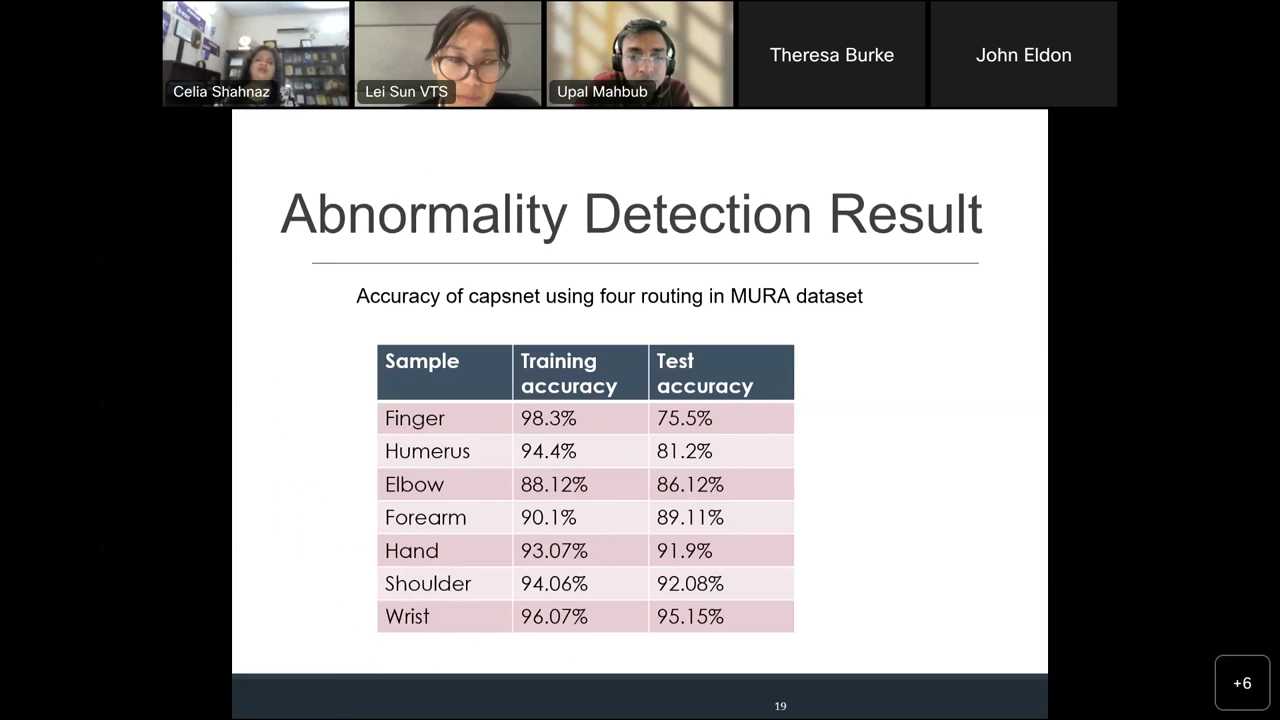 Celia Shahnaz
Lei Sun VTS
Upal Mahbub
Theresa Burke
John Eldon
Abnormality Detection Result
Accuracy of capsnet using four routing in MURA dataset
Sample Training accuracy Test accuracy
Finger 98.3% 75.5%
Humerus 94.4% 81.2%
Elbow 88.12% 86.12%
Forearm 90.1% 89.11%
Hand 93.07% 91.9%
Shoulder 94.06% 92.08%
Wrist 96.07% 95.15%
19
+6